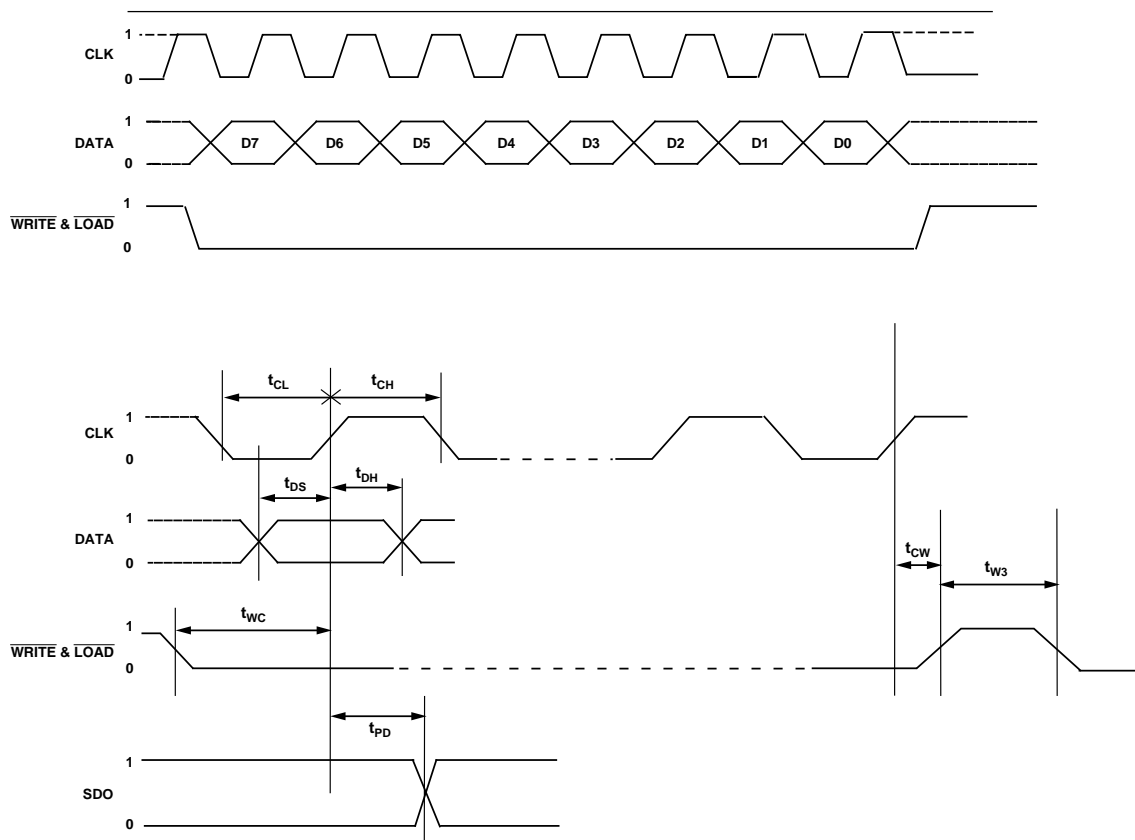 1
CLK
0
1
DATA D7 D6 D5 D4 D3 D2 D1 D0
0
1
WRITE & LOAD
0
tCL tCH
1
CLK
0
tDS tDH
1
DATA
0
tCW
tW3
tWC
1
WRITE & LOAD
0
tPD
1
SDO
0